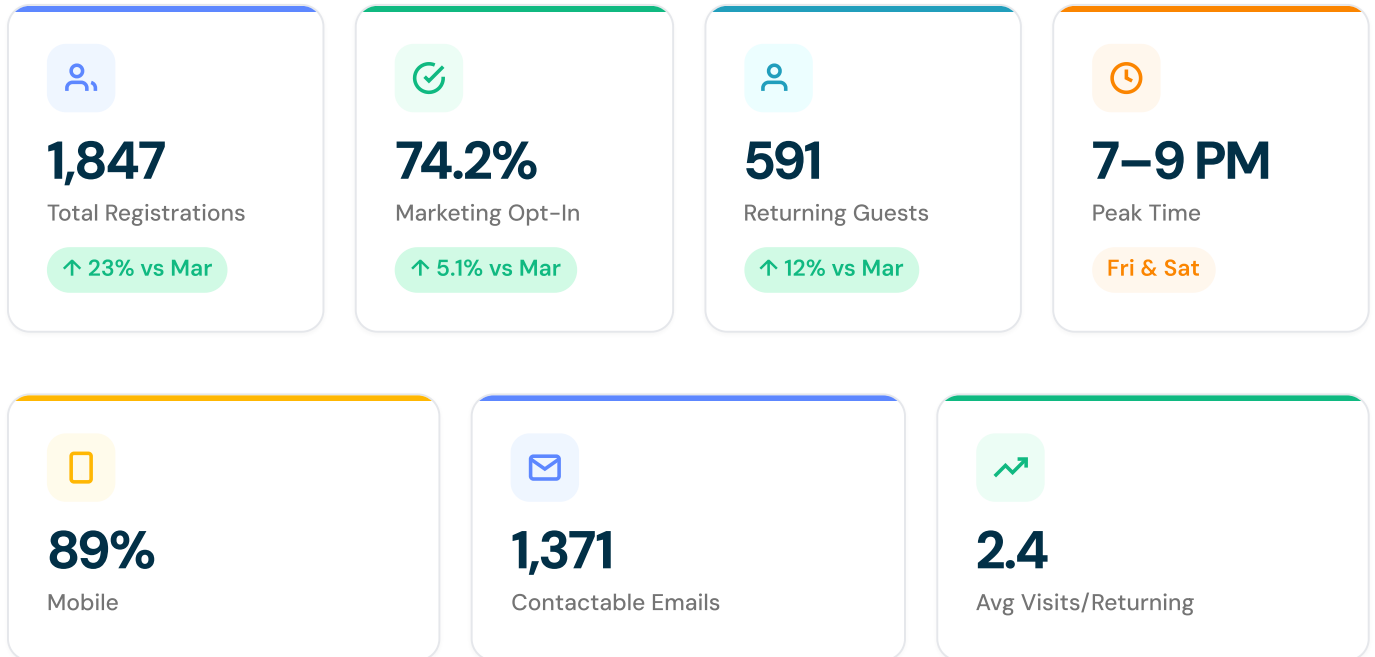 1,847
Total Registrations
↑ 23% vs Mar
74.2%
Marketing Opt-In
↑ 5.1% vs Mar
591
Returning Guests
↑ 12% vs Mar
7–9 PM
Peak Time
Fri & Sat
89%
Mobile
1,371
Contactable Emails
2.4
Avg Visits/Returning